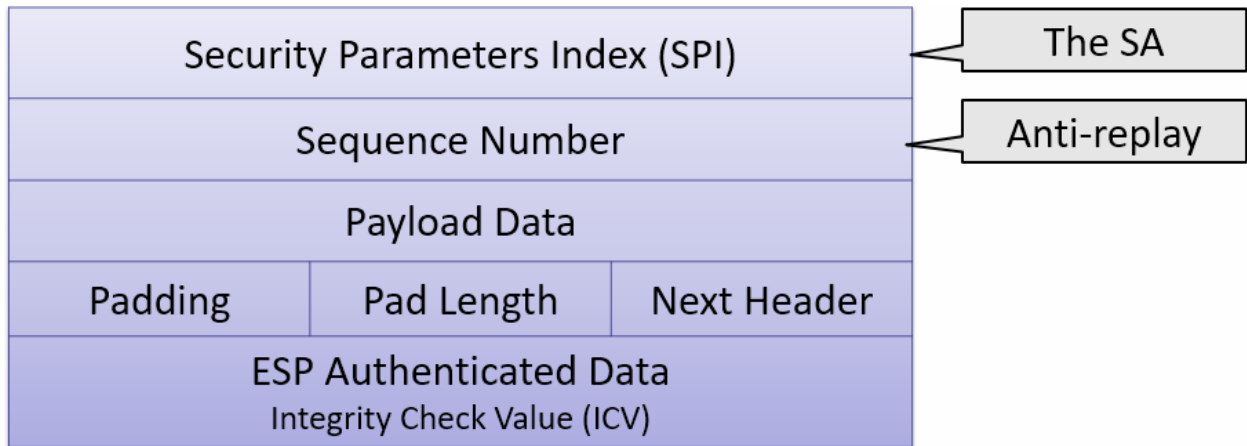 Security Parameters Index (SPI)
The SA
Sequence Number
Anti-replay
Payload Data
Padding
Pad Length
Next Header
ESP Authenticated Data
Integrity Check Value (ICV)